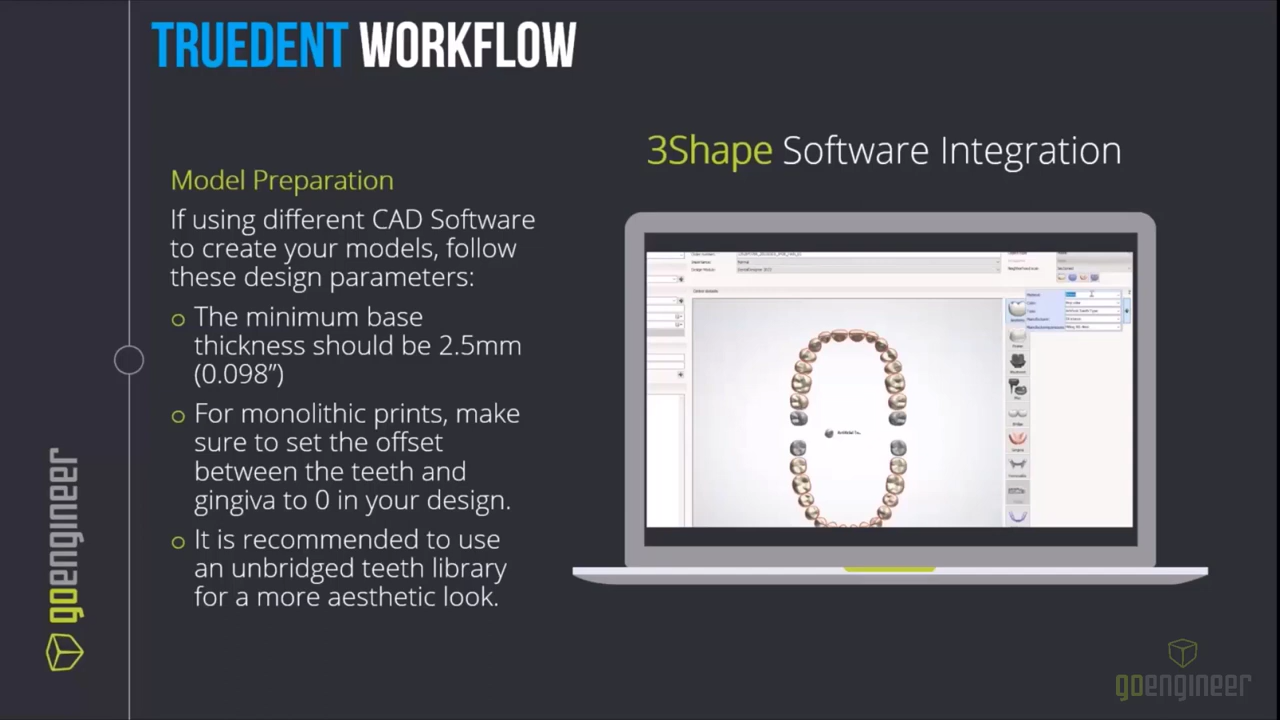 TRUEDENT WORKFLOW
3Shape Software Integration
Model Preparation
If using different CAD Software
to create your models, follow
these design parameters:
The minimum base
thickness should be 2.5mm
(0.098”)
For monolithic prints, make
sure to set the offset
between the teeth and
gingiva to 0 in your design.
It is recommended to use
an unbridged teeth library
for a more aesthetic look.
goengineer
goengineer